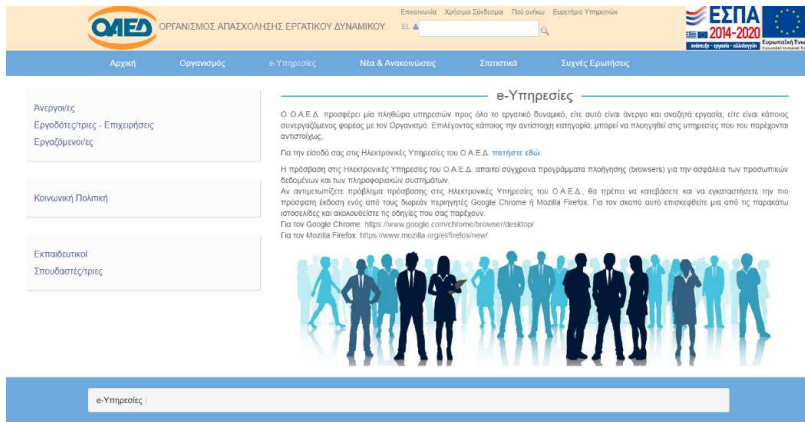 Επικοινωνία Χρήσιμοι Σύνδεσμοι Πού ανήκω Ευρετήριο Υπηρεσιών
ΟΑΕΔ ΟΡΓΑΝΙΣΜΟΣ ΑΠΑΣΧΟΛΗΣΗΣ ΕΡΓΑΤΙΚΟΥ ΔΥΝΑΜΙΚΟΥ EL
ΕΣΠΑ
2014-2020
ανάπτυξη - εργασία - αλληλεγγύη
Ευρωπαϊκή Ένω
Αρχική Οργανισμός e-Υπηρεσίες Νέα & Ανακοινώσεις Στατιστικά Συχνές Ερωτήσεις
Άνεργοι/ες
Εργοδότες/τριες - Επιχειρήσεις
Εργαζόμενοι/ες
Κοινωνική Πολιτική
Εκπαιδευτικοί
Σπουδαστές/τριες
e-Υπηρεσίες
Ο Ο.Α.Ε.Δ. προσφέρει μία πληθώρα υπηρεσιών προς όλο το εργατικό δυναμικό, είτε αυτό είναι άνεργο και αναζητά εργασία, είτε είναι κάποιος
συνεργαζόμενος φορέας με τον Οργανισμό. Επιλέγοντας κάποιος την αντίστοιχη κατηγορία, μπορεί να πλοηγηθεί στις υπηρεσίες που του παρέχονται
αντιστοίχως.
Για την είσοδό σας στις Ηλεκτρονικές Υπηρεσίες του Ο.Α.Ε.Δ. πατήστε εδώ.
Η πρόσβαση στις Ηλεκτρονικές Υπηρεσίες του Ο.Α.Ε.Δ. απαιτεί σύγχρονα προγράμματα πλοήγησης (browsers) για την ασφάλεια των προσωπικών
δεδομένων και των πληροφοριακών συστημάτων.
Αν αντιμετωπίζετε πρόβλημα πρόσβασης στις Ηλεκτρονικές Υπηρεσίες του Ο.Α.Ε.Δ., θα πρέπει να κατεβάσετε και να εγκαταστήσετε την πιο
πρόσφατη έκδοση ενός από τους δωρεάν περιηγητές Google Chrome ή Mozilla Firefox. Για τον σκοπό αυτό επισκεφθείτε μια από τις παρακάτω
ιστοσελίδες και ακολουθείστε τις οδηγίες που σας παρέχουν.
Για τον Google Chrome: https://www.google.com/chrome/browser/desktop/
Για τον Mozilla Firefox: https://www.mozilla.org/el/firefox/new/
e-Υπηρεσίες /